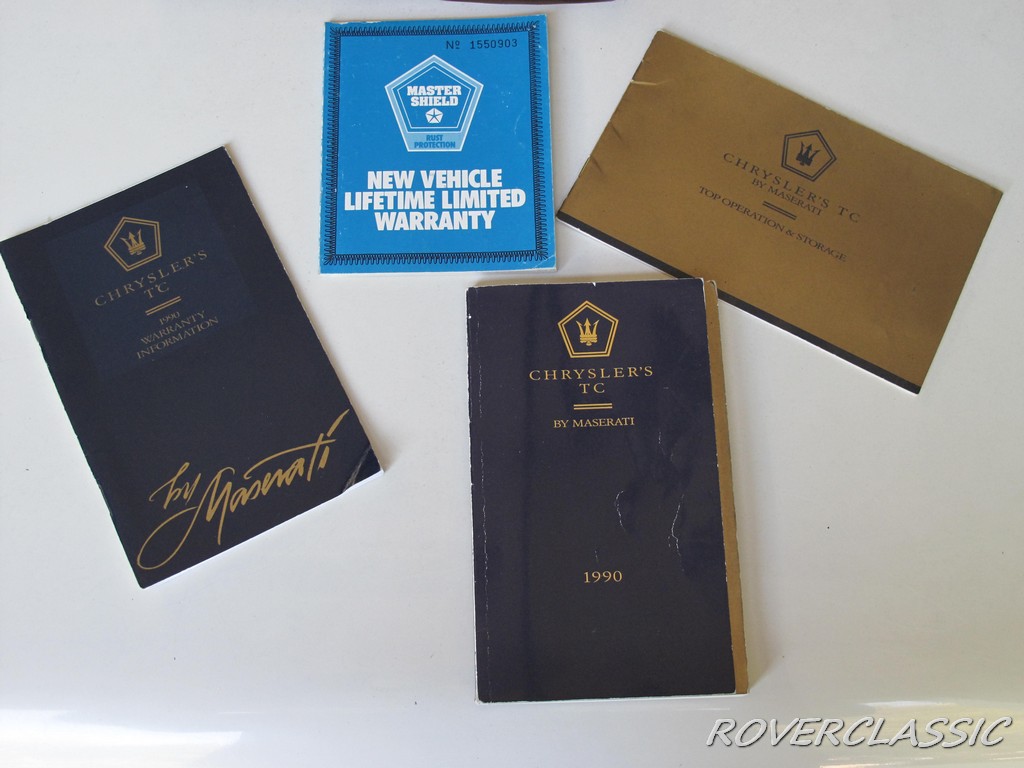 Nº 1550903
MASTER
SHIELD
RUST
PROTECTION
NEW VEHICLE
LIFETIME LIMITED
WARRANTY
CHRYSLER'S TC
BY MASERATI
TOP OPERATION & STORAGE
CHRYSLER'S
TC
1990
WARRANTY
INFORMATION
by Maserati
CHRYSLER'S
TC
BY MASERATI
1990
ROVERCLASSIC